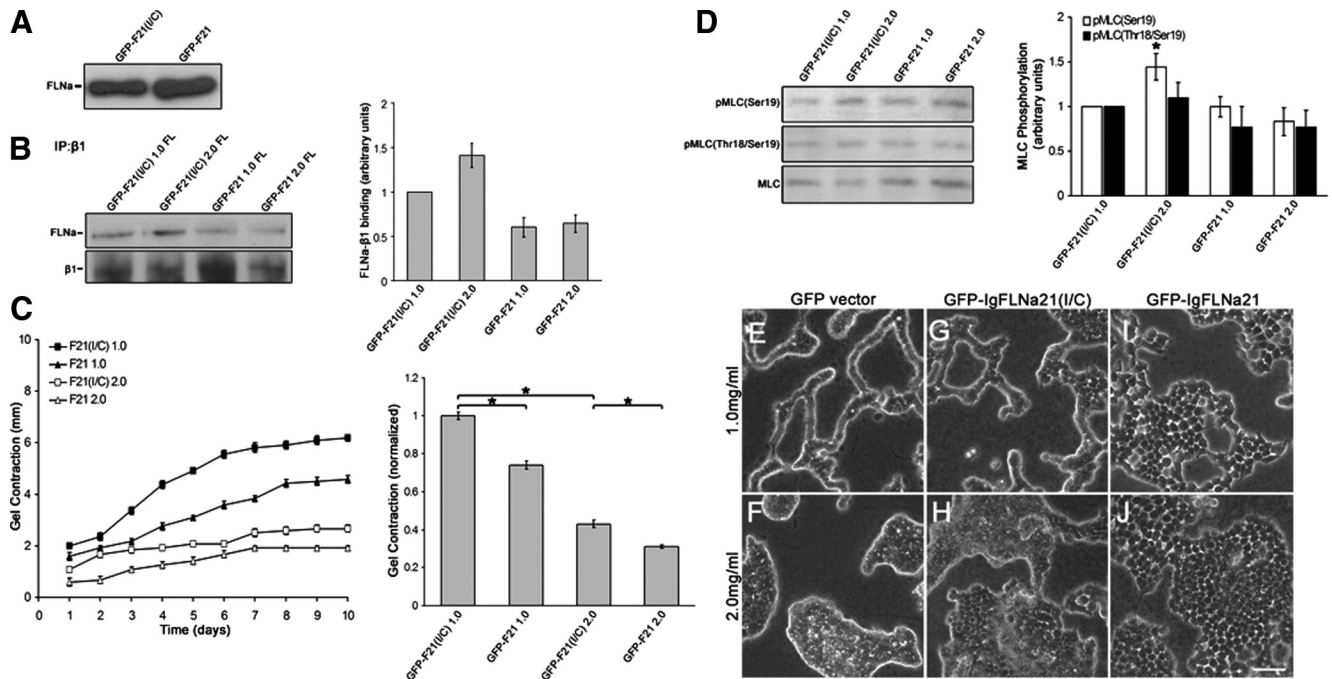 A
GFP-F21(I/C)
GFP-F21
FLNa
B
IP:β1
GFP-F21(I/C) 1.0 FL
GFP-F21(I/C) 2.0 FL
GFP-F21 1.0 FL
GFP-F21 2.0 FL
FLNa
β1
FLNa-β1 binding (arbitrary units)
2
1.5
1
0.5
0
GFP-F21(I/C) 1.0
GFP-F21(I/C) 2.0
GFP-F21 1.0
GFP-F21 2.0
C
Gel Contraction (mm)
10
8
6
4
2
0
F21(I/C) 1.0
F21 1.0
F21(I/C) 2.0
F21 2.0
0 1 2 3 4 5 6 7 8 9 10
Time (days)
Gel Contraction (normalized)
1.2
1
0.8
0.6
0.4
0.2
0
* * *
GFP-F21(I/C) 1.0
GFP-F21 1.0
GFP-F21(I/C) 2.0
GFP-F21 2.0
D
GFP-F21(I/C) 1.0
GFP-F21(I/C) 2.0
GFP-F21 1.0
GFP-F21 2.0
pMLC(Ser19)
pMLC(Thr18/Ser19)
MLC
MLC Phosphorylation
(arbitrary units)
2
1.5
1
0.5
0
pMLC(Ser19)
pMLC(Thr18/Ser19)
*
GFP-F21(I/C) 1.0
GFP-F21(I/C) 2.0
GFP-F21 1.0
GFP-F21 2.0
GFP vector
GFP-IgFLNa21(I/C)
GFP-IgFLNa21
1.0mg/ml
E
G
I
2.0mg/ml
F
H
J